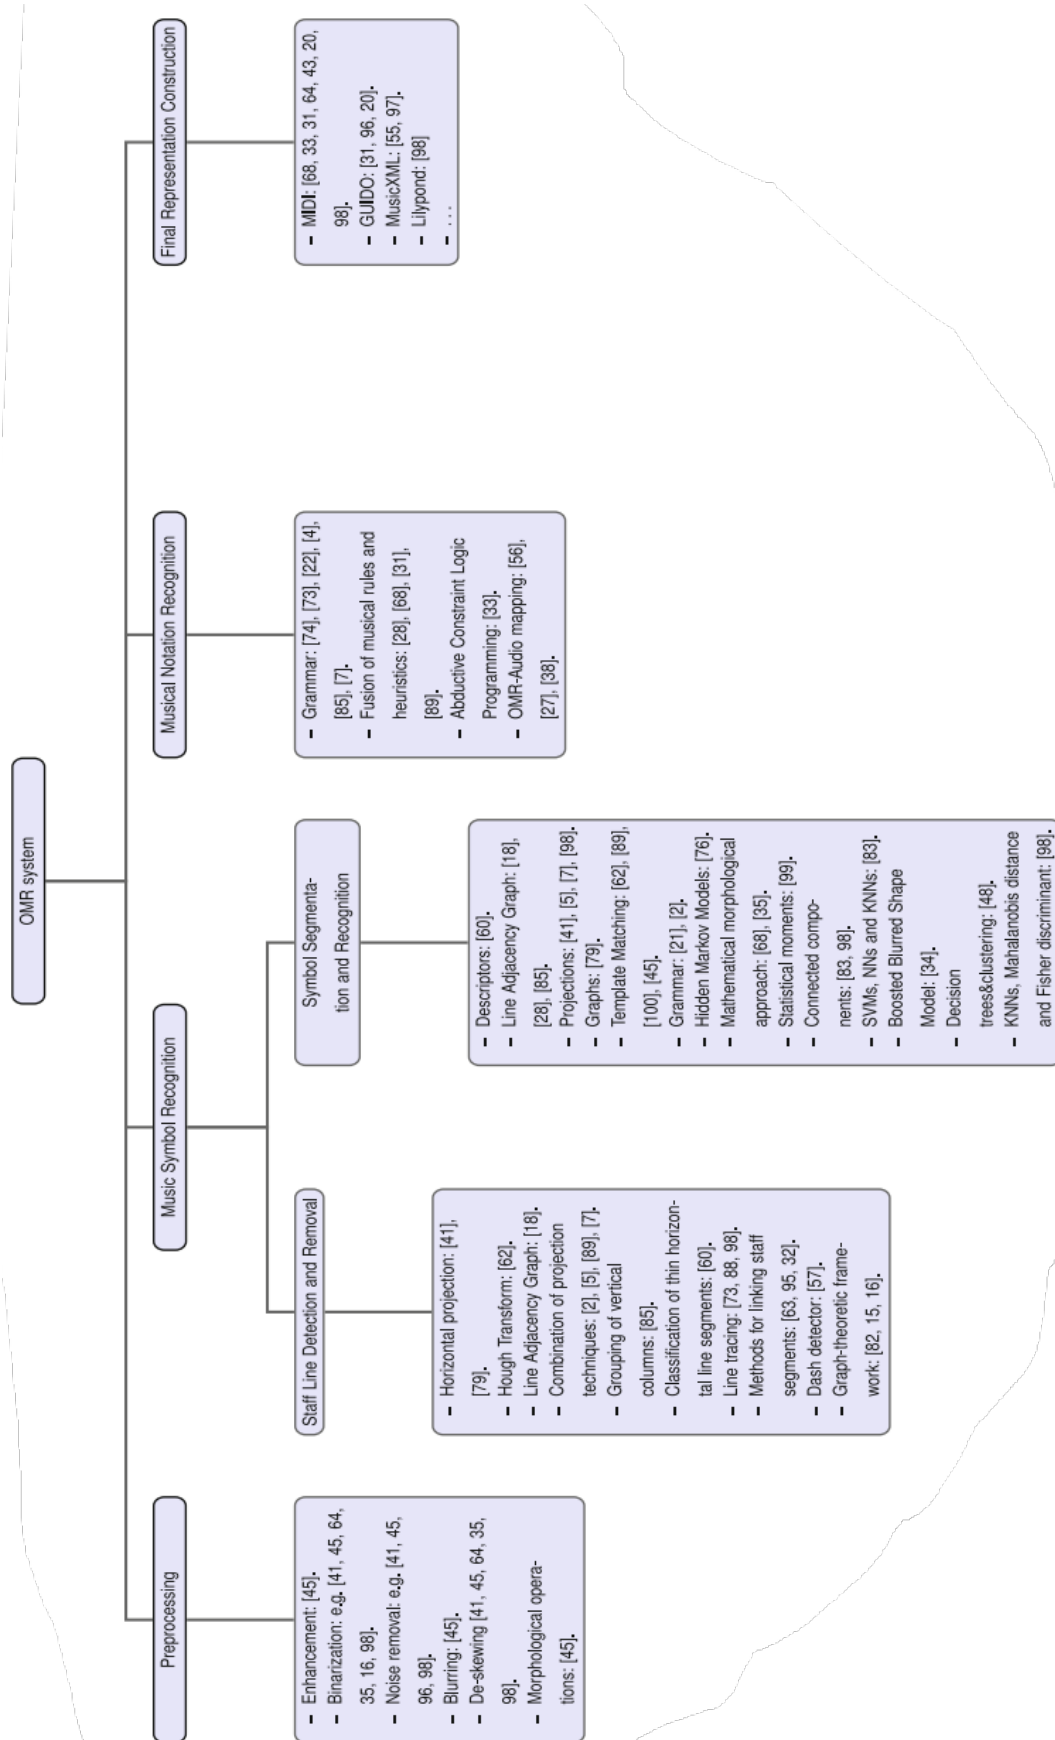 OMR system
Preprocessing
Music Symbol Recognition
Musical Notation Recognition
Final Representation Construction
Staff Line Detection and Removal
Symbol Segmenta-
tion and Recognition
– Enhancement: [45].
– Binarization: e.g. [41, 45, 64,
35, 16, 98].
– Noise removal: e.g. [41, 45,
96, 98].
– Blurring: [45].
– De-skewing [41, 45, 64, 35,
98].
– Morphological opera-
tions: [45].
– Horizontal projection: [41],
[79].
– Hough Transform: [62].
– Line Adjacency Graph: [18].
– Combination of projection
techniques: [2], [5], [89], [7].
– Grouping of vertical
columns: [85].
– Classification of thin horizon-
tal line segments: [60].
– Line tracing: [73, 88, 98].
– Methods for linking staff
segments: [63, 95, 32].
– Dash detector: [57].
– Graph-theoretic frame-
work: [82, 15, 16].
– Descriptors: [60].
– Line Adjacency Graph: [18],
[28], [85].
– Projections: [41], [5], [7], [98].
– Graphs: [79].
– Template Matching: [62], [89],
[100], [45].
– Grammar: [21], [2].
– Hidden Markov Models: [76].
– Mathematical morphological
approach: [68], [35].
– Statistical moments: [99].
– Connected compo-
nents: [83, 98].
– SVMs, NNs and KNNs: [83].
– Boosted Blurred Shape
Model: [34].
– Decision
trees&clustering: [48].
– KNNs, Mahalanobis distance
and Fisher discriminant: [98].
– Grammar: [74], [73], [22], [4],
[85], [7].
– Fusion of musical rules and
heuristics: [28], [68], [31],
[89].
– Abductive Constraint Logic
Programming: [33].
– OMR-Audio mapping: [56],
[27], [38].
– MIDI: [68, 33, 31, 64, 43, 20,
98].
– GUIDO: [31, 96, 20].
– MusicXML: [55, 97].
– Lilypond: [98]
– ...